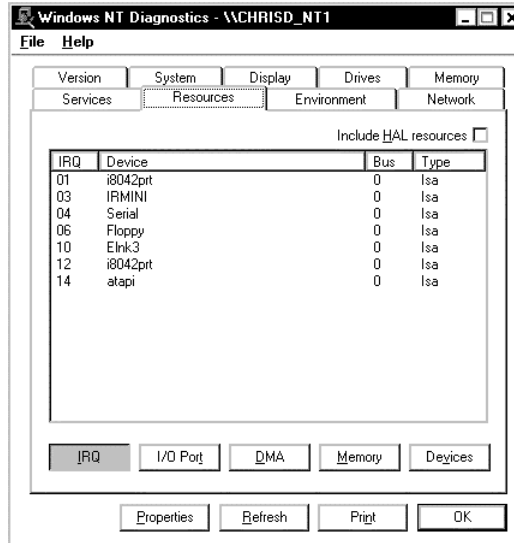 Windows NT Diagnostics - \\CHRISD_NT1
File Help
Version System Display Drives Memory
Services Resources Environment Network
Include HAL resources
IRQ Device Bus Type
01 i8042prt 0 Isa
03 IRMINI 0 Isa
04 Serial 0 Isa
06 Floppy 0 Isa
10 Elnk3 0 Isa
12 i8042prt 0 Isa
14 atapi 0 Isa
IRQ I/O Port DMA Memory Devices
Properties Refresh Print OK